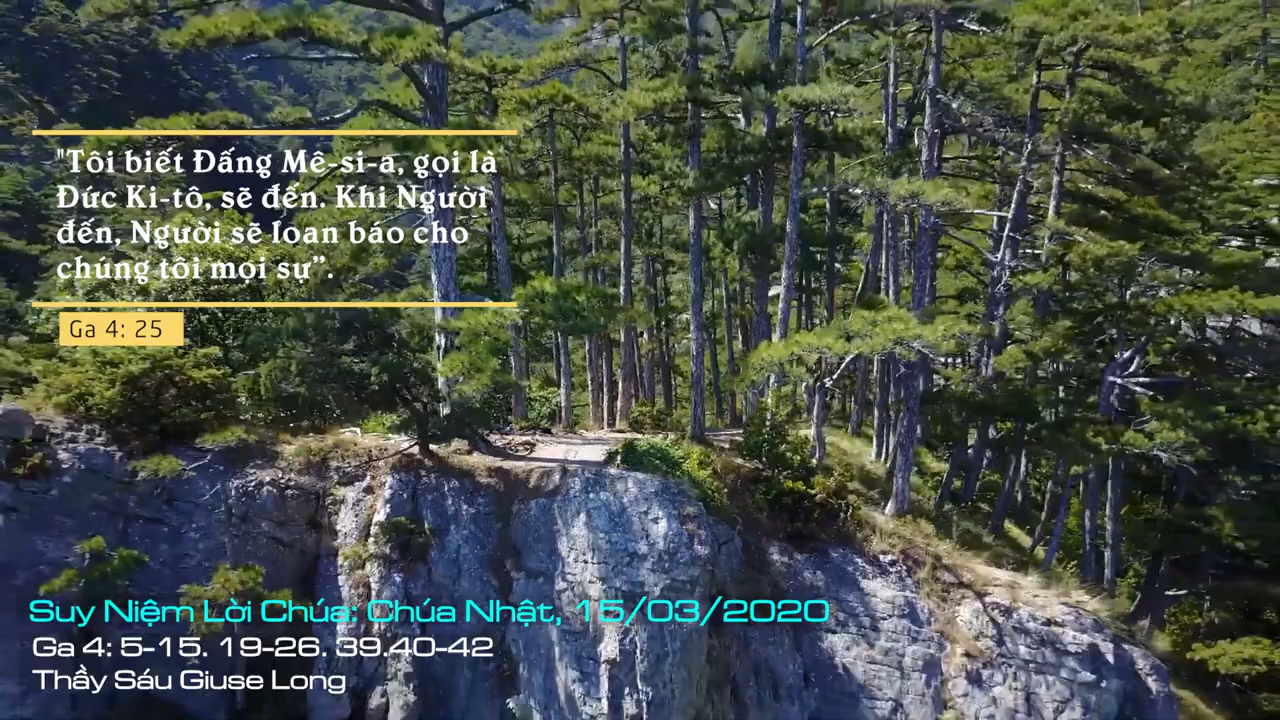 "Tôi biết Đấng Mê-si-a, gọi là
Đức Ki-tô, sẽ đến. Khi Người
đến, Người sẽ loan báo cho
chúng tôi mọi sự”.
Ga 4: 25
Suy Niệm Lời Chúa: Chúa Nhật, 15/03/2020
Ga 4: 5-15. 19-26. 39.40-42
Thầy Sáu Giuse Long